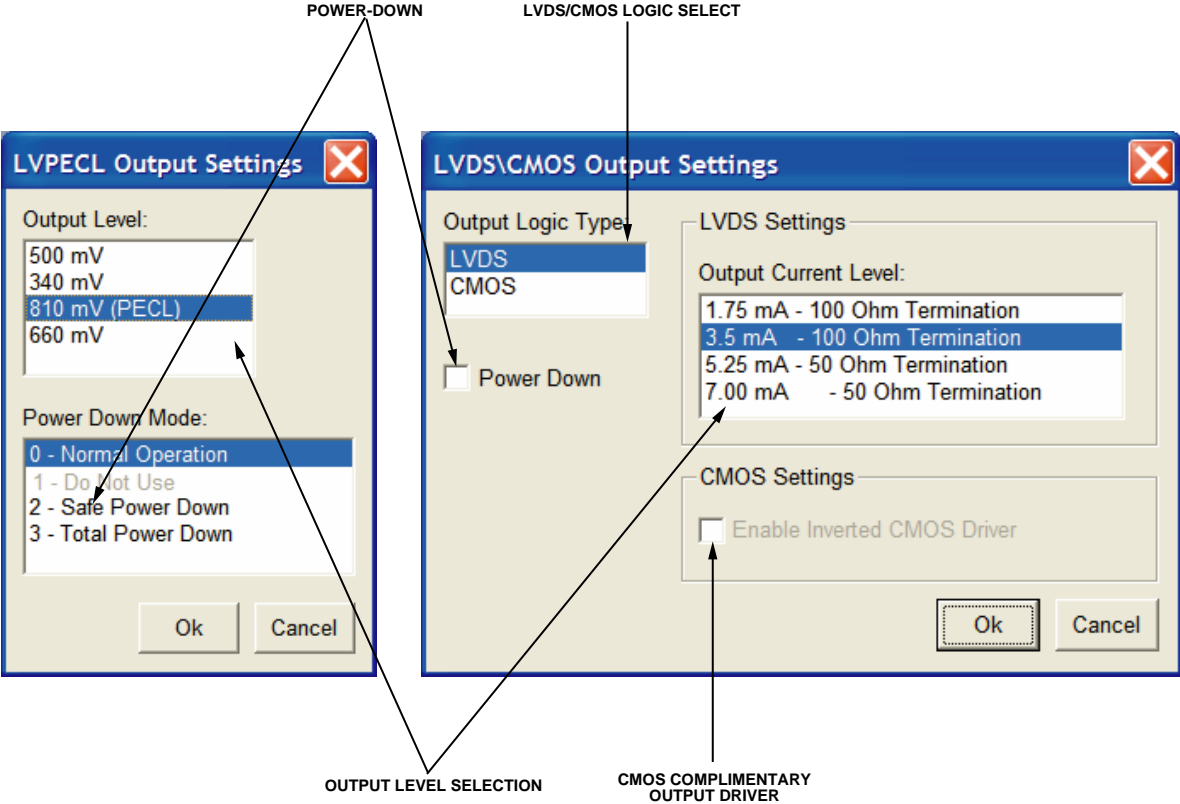 POWER-DOWN
LVDS/CMOS LOGIC SELECT
LVPECL Output Settings
Output Level:
500 mV
340 mV
810 mV (PECL)
660 mV
Power Down Mode:
0 - Normal Operation
1 - Do Not Use
2 - Safe Power Down
3 - Total Power Down
Ok
Cancel
LVDS\CMOS Output Settings
Output Logic Type:
LVDS
CMOS
Power Down
LVDS Settings
Output Current Level:
1.75 mA - 100 Ohm Termination
3.5 mA - 100 Ohm Termination
5.25 mA - 50 Ohm Termination
7.00 mA - 50 Ohm Termination
CMOS Settings
Enable Inverted CMOS Driver
Ok
Cancel
OUTPUT LEVEL SELECTION
CMOS COMPLIMENTARY
OUTPUT DRIVER